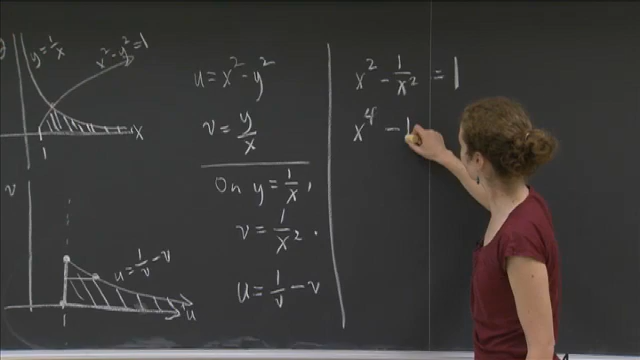 y
y = 1/x
x² - y² = 1
x
1
v
u = 1/v - v
u
1
u = x² - y²
v = y/x
On y = 1/x,
v = 1/x².
u = 1/v - v
x² - 1/x² = 1
x⁴ - 1